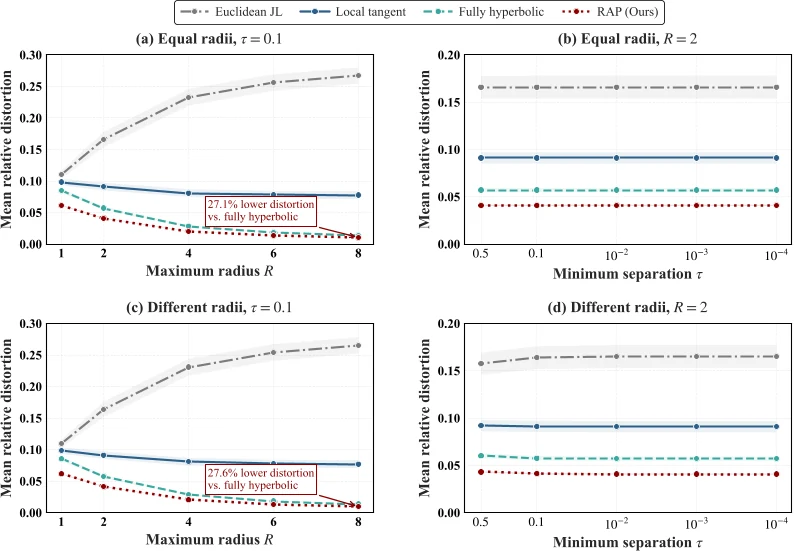 Euclidean JL Local tangent Fully hyperbolic RAP (Ours)
(a) Equal radii, τ = 0.1
(b) Equal radii, R = 2
Mean relative distortion
0.30
0.25
0.20
0.15
0.10
0.05
0.00
27.1% lower distortion
vs. fully hyperbolic
1 2 4 6 8
Maximum radius R
Mean relative distortion
0.20
0.15
0.10
0.05
0.00
0.5 0.1 10⁻² 10⁻³ 10⁻⁴
Minimum separation τ
(c) Different radii, τ = 0.1
(d) Different radii, R = 2
Mean relative distortion
0.30
0.25
0.20
0.15
0.10
0.05
0.00
27.6% lower distortion
vs. fully hyperbolic
1 2 4 6 8
Maximum radius R
Mean relative distortion
0.20
0.15
0.10
0.05
0.00
0.5 0.1 10⁻² 10⁻³ 10⁻⁴
Minimum separation τ